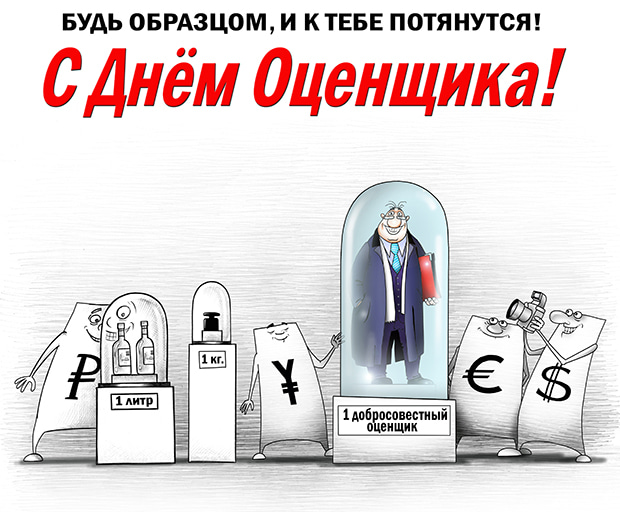 БУДЬ ОБРАЗЦОМ, И К ТЕБЕ ПОТЯНУТСЯ!
С Днём Оценщика!
₽
1 литр
1 кг.
¥
1 добросовестный
оценщик
€
$